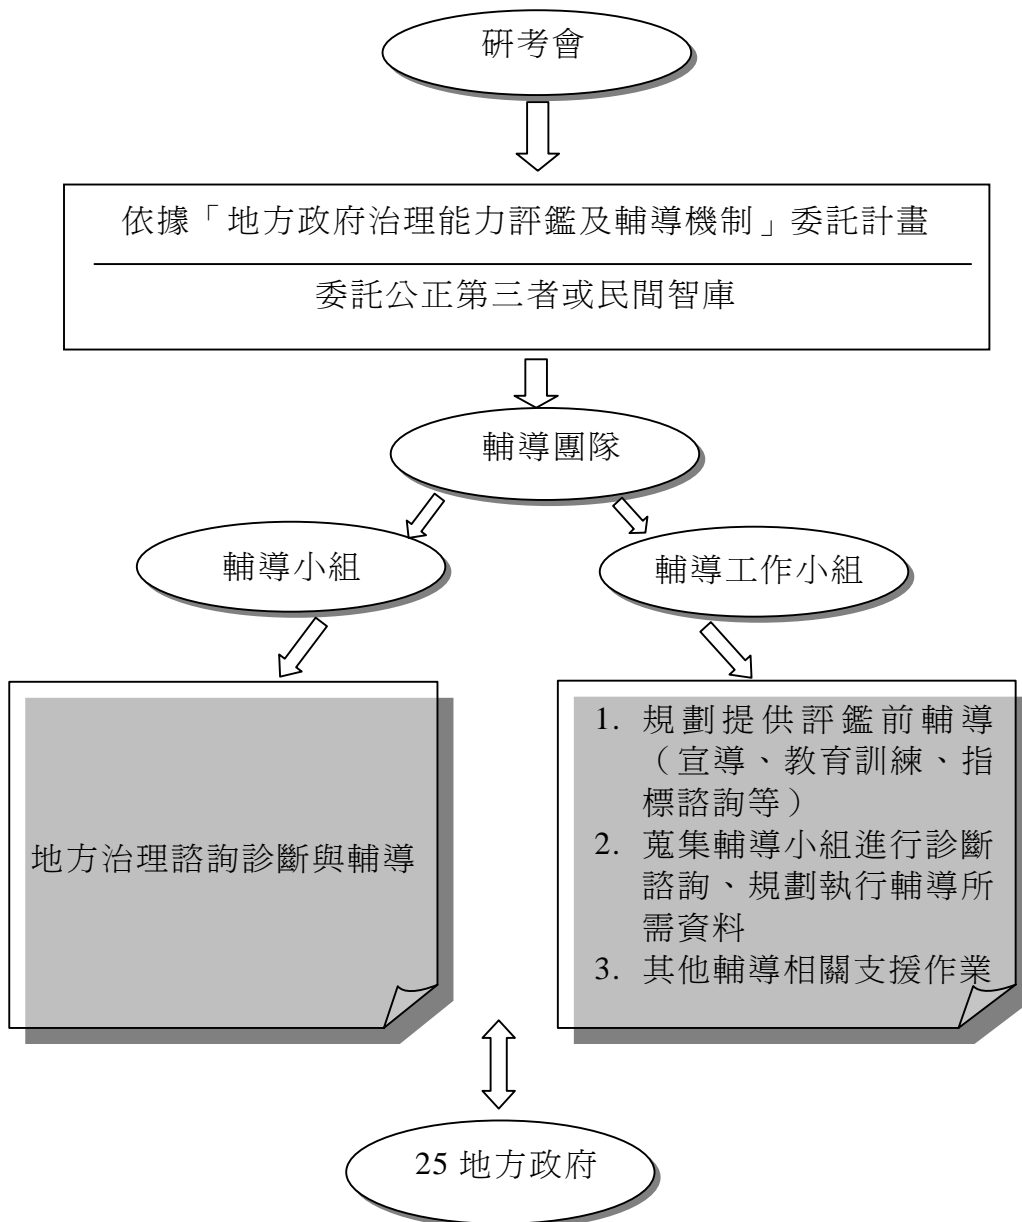 研考會
依據「地方政府治理能力評鑑及輔導機制」委託計畫
委託公正第三者或民間智庫
輔導團隊
輔導小組
輔導工作小組
地方治理諮詢診斷與輔導
1. 規劃提供評鑑前輔導
（宣導、教育訓練、指
標諮詢等）
2. 蒐集輔導小組進行診斷
諮詢、規劃執行輔導所
需資料
3. 其他輔導相關支援作業
25 地方政府